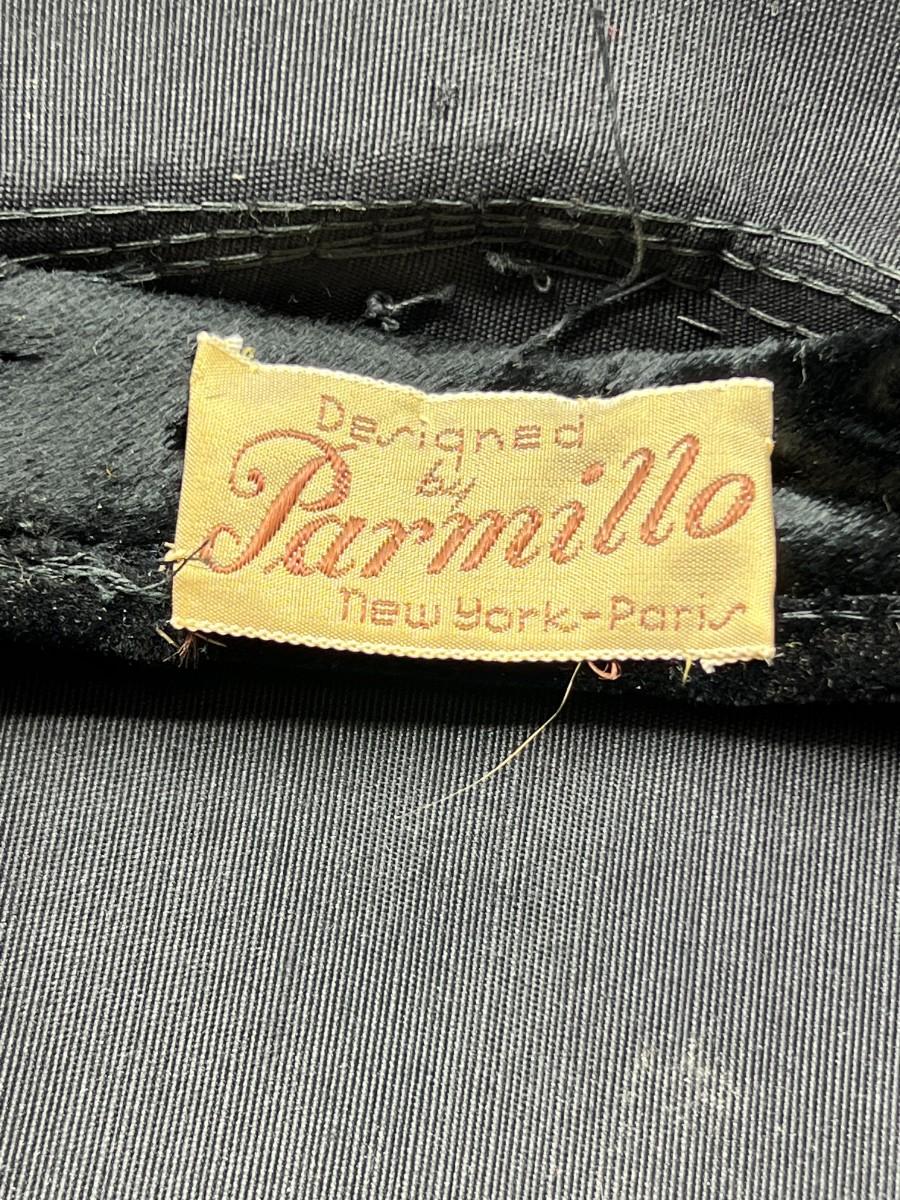 Designed
by
Parmillo
New York-Paris